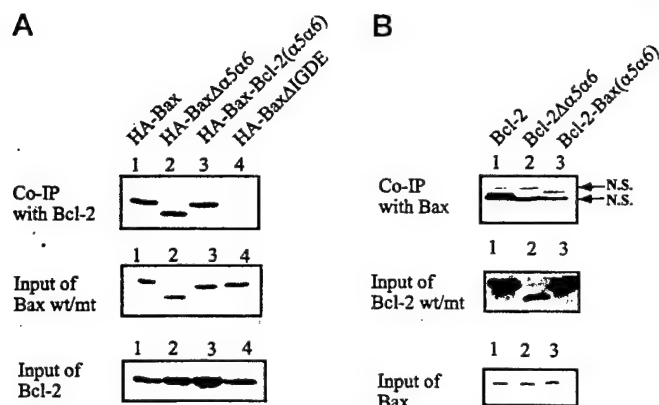 A
HA-Bax
HA-BaxΔα5α6
HA-Bax-Bcl-2(α5α6)
HA-BaxΔIGDE
1 2 3 4
Co-IP
with Bcl-2
1 2 3 4
Input of
Bax wt/mt
1 2 3 4
Input of
Bcl-2
B
Bcl-2
Bcl-2Δα5α6
Bcl-2-Bax(α5α6)
1 2 3
Co-IP
with Bax
N.S.
N.S.
1 2 3
Input of
Bcl-2 wt/mt
1 2 3
Input of
Bax